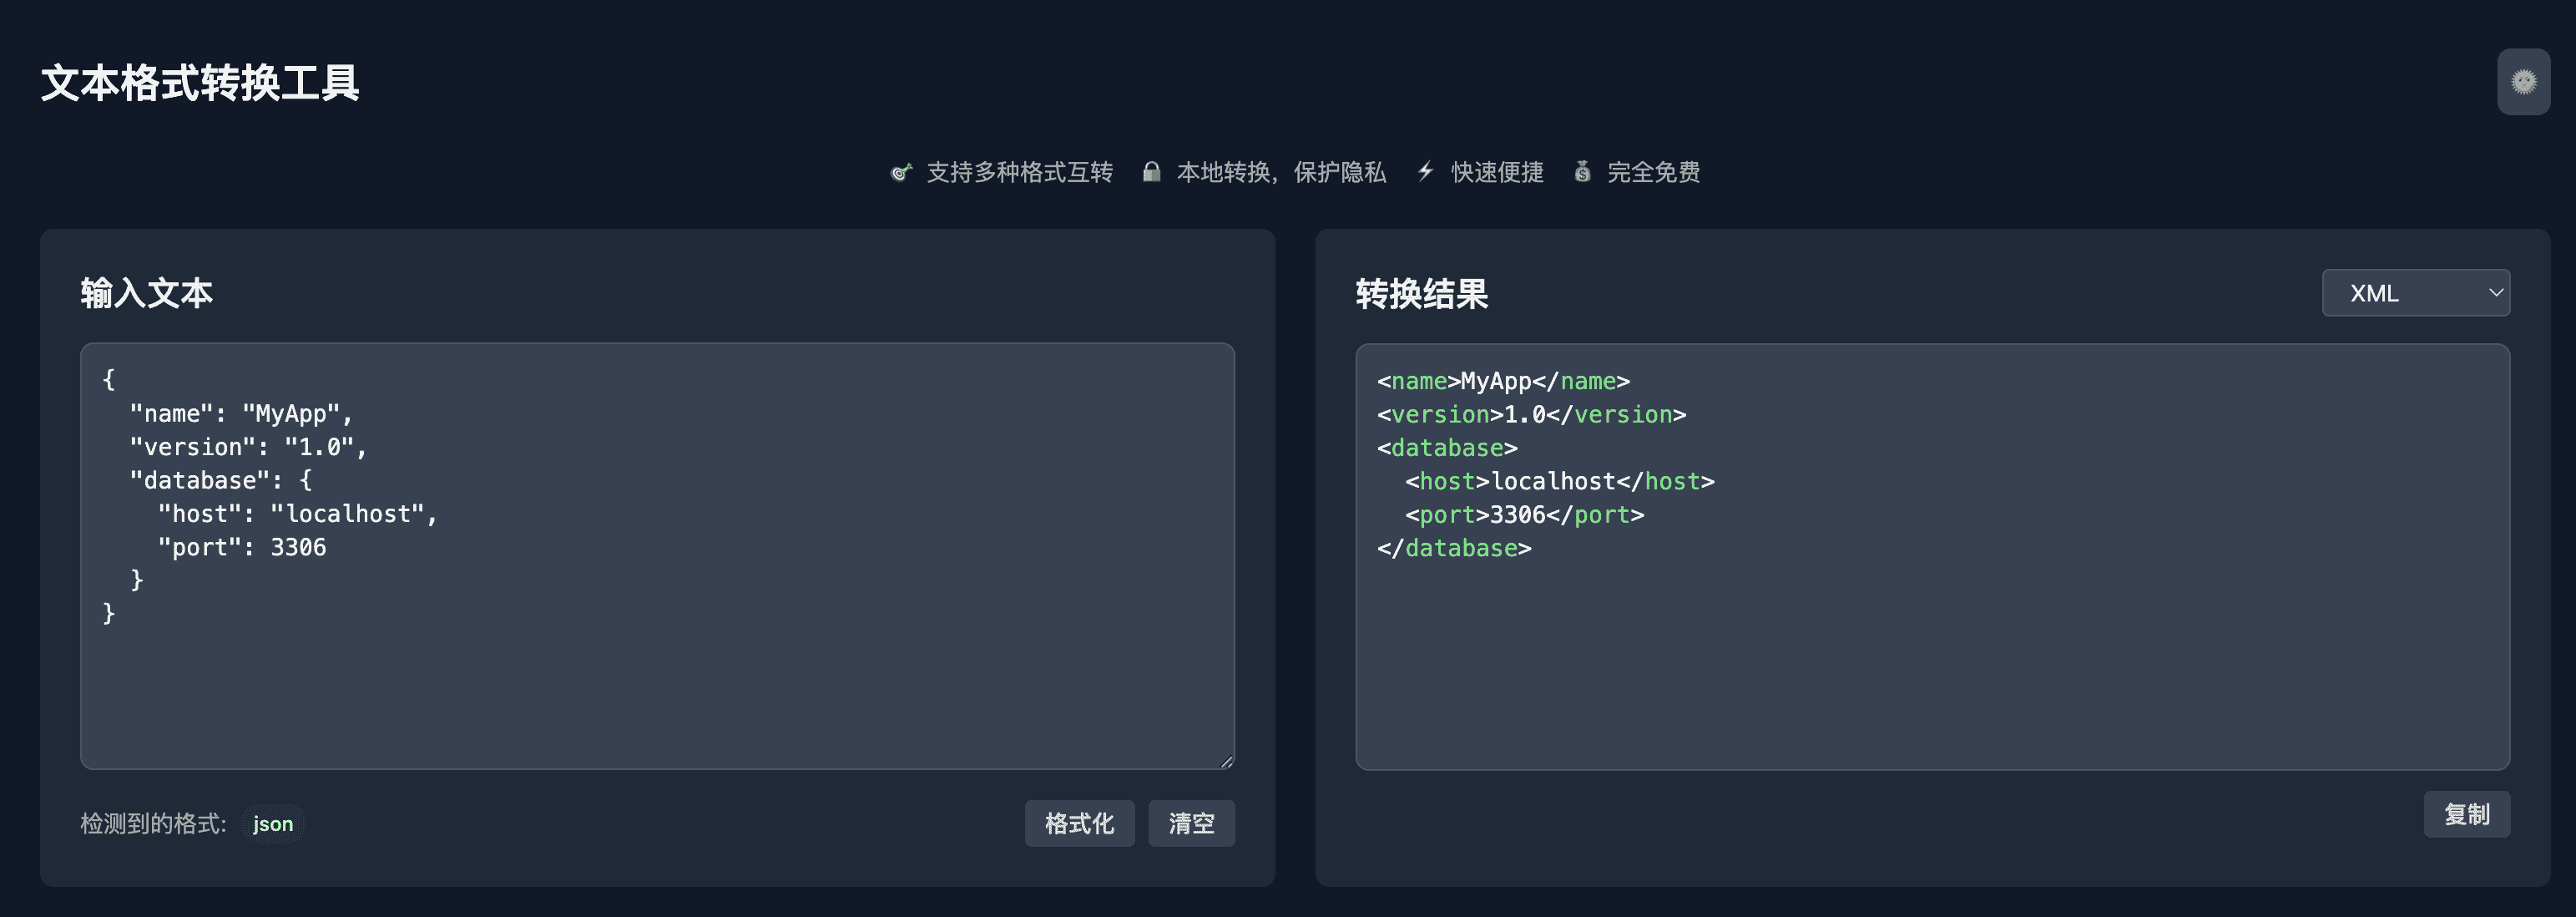 文本格式转换工具
支持多种格式互转 本地转换，保护隐私 快速便捷 完全免费
输入文本
{
  "name": "MyApp",
  "version": "1.0",
  "database": {
    "host": "localhost",
    "port": 3306
  }
}
检测到的格式: json
格式化 清空
转换结果
XML
<name>MyApp</name>
<version>1.0</version>
<database>
  <host>localhost</host>
  <port>3306</port>
</database>
复制